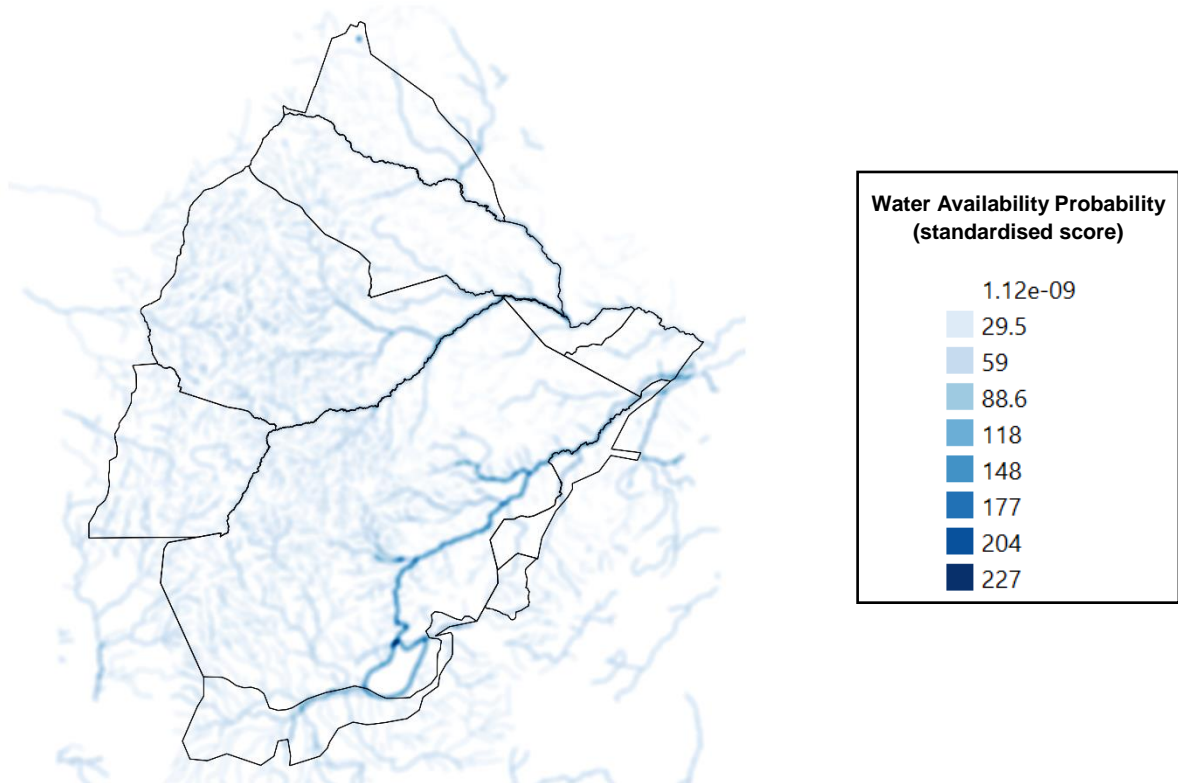 Water Availability Probability
(standardised score)
1.12e-09
29.5
59
88.6
118
148
177
204
227